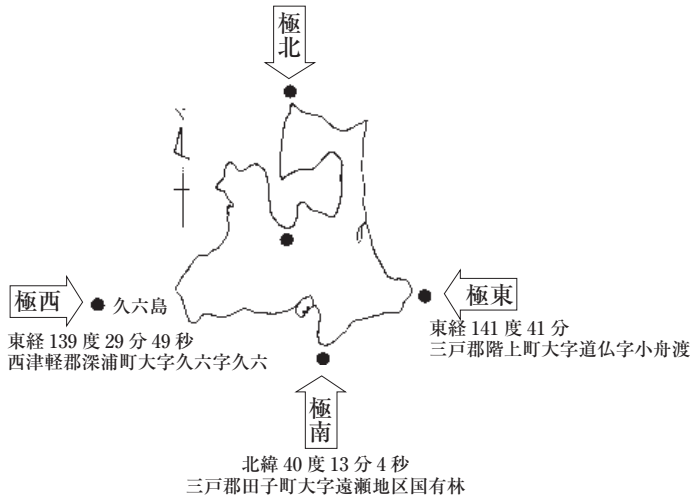 極北
極西
久六島
東経 139 度 29 分 49 秒
西津軽郡深浦町大字久六字久六
極東
東経 141 度 41 分
三戸郡階上町大字道仏字小舟渡
極南
北緯 40 度 13 分 4 秒
三戸郡田子町大字遠瀬地区国有林